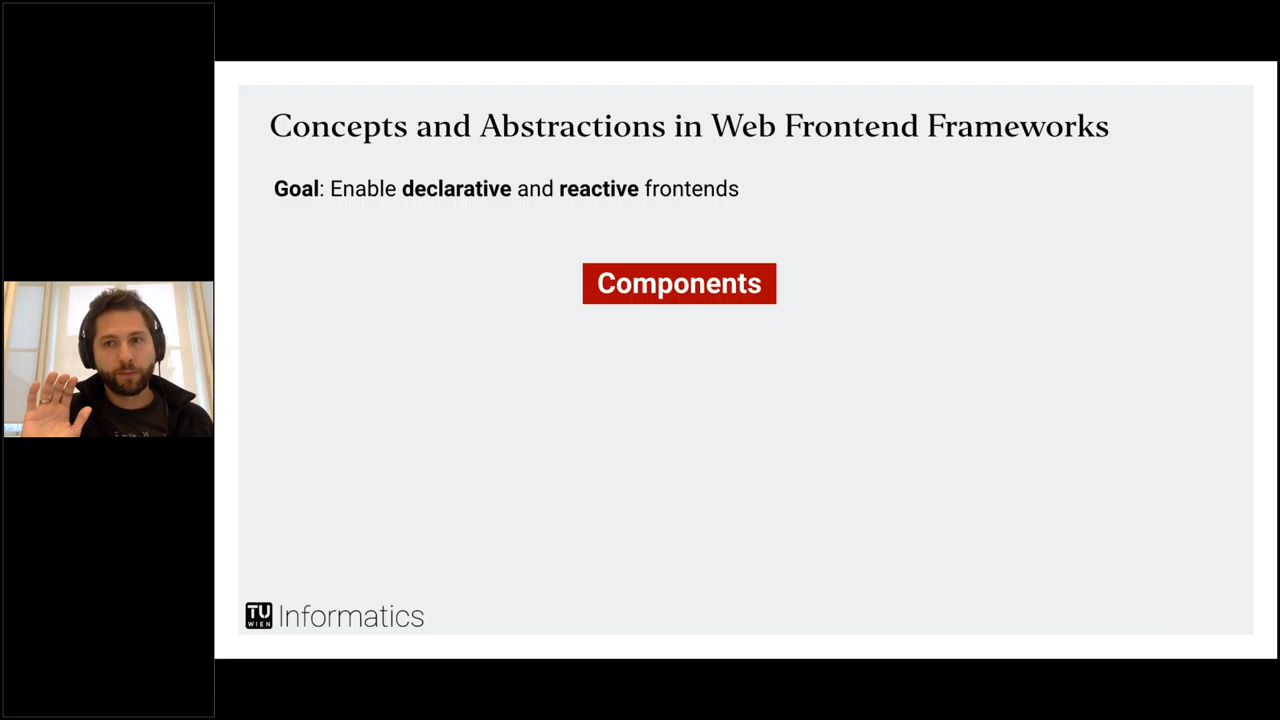 Concepts and Abstractions in Web Frontend Frameworks
Goal: Enable declarative and reactive frontends
Components
TU
WIEN
Informatics